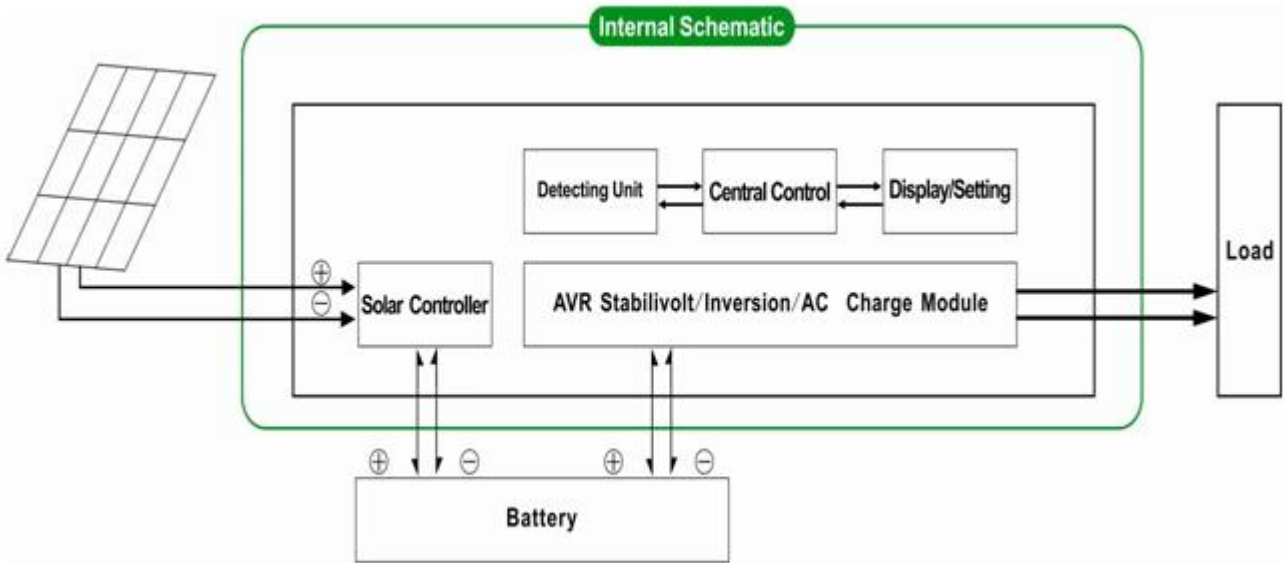 Internal Schematic
Detecting Unit
Central Control
Display/Setting
Load
⊕
⊖
Solar Controller
AVR Stabilivolt/Inversion/AC Charge Module
⊕ ⊖ ⊕ ⊖
Battery